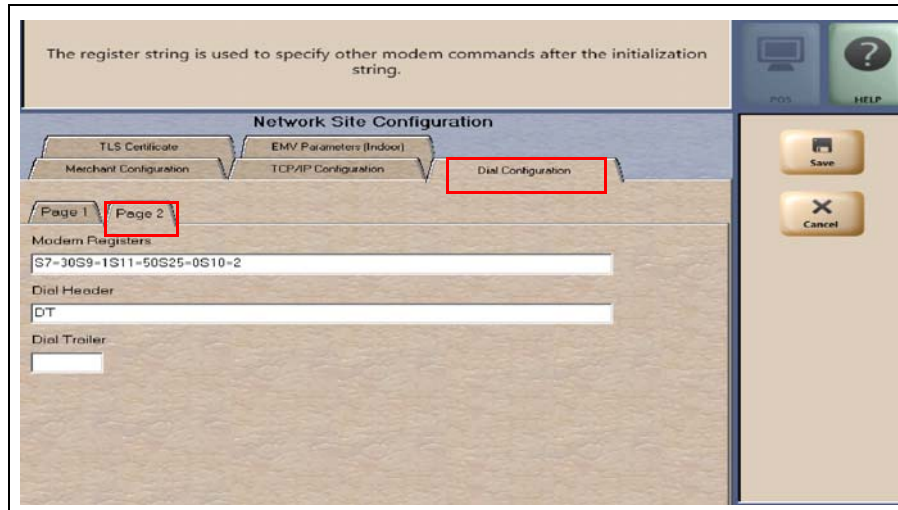 The register string is used to specify other modem commands after the initialization
string.
POS
HELP
Network Site Configuration
TLS Certificate
EMV Parameters (Indoor)
Merchant Configuration
TCP/IP Configuration
Dial Configuration
Save
Cancel
Page 1
Page 2
Modem Registers
S7=30S9=1S11=50S25=0S10=2
Dial Header
DT
Dial Trailer